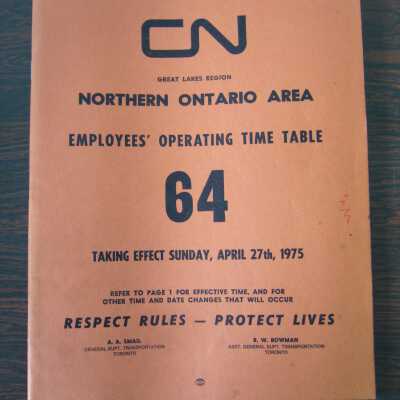 CN
GREAT LAKES REGION
NORTHERN ONTARIO AREA
EMPLOYEES' OPERATING TIME TABLE
64
TAKING EFFECT SUNDAY, APRIL 27th, 1975
REFER TO PAGE 1 FOR EFFECTIVE TIME, AND FOR
OTHER TIME AND DATE CHANGES THAT WILL OCCUR
RESPECT RULES — PROTECT LIVES
A. A. SMAIL
GENERAL SUPT. TRANSPORTATION
TORONTO
R. W. BOWMAN
ASST. GENERAL SUPT. TRANSPORTATION
TORONTO